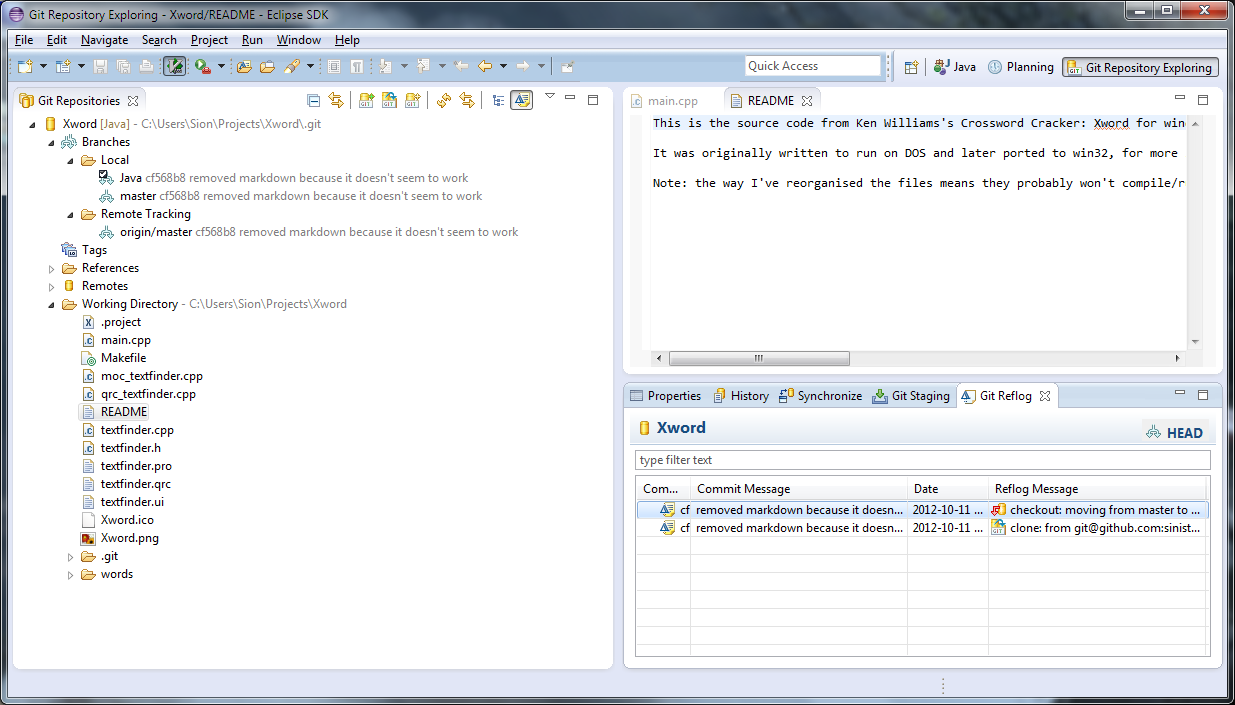 Git Repository Exploring - Xword/README - Eclipse SDK
File Edit Navigate Search Project Run Window Help
Quick Access
Java
Planning
Git Repository Exploring
Git Repositories
Xword [Java] - C:\Users\Sion\Projects\Xword\.git
Branches
Local
Java cf568b8 removed markdown because it doesn't seem to work
master cf568b8 removed markdown because it doesn't seem to work
Remote Tracking
origin/master cf568b8 removed markdown because it doesn't seem to work
Tags
References
Remotes
Working Directory - C:\Users\Sion\Projects\Xword
.project
main.cpp
Makefile
moc_textfinder.cpp
qrc_textfinder.cpp
README
textfinder.cpp
textfinder.h
textfinder.pro
textfinder.qrc
textfinder.ui
Xword.ico
Xword.png
.git
words
main.cpp
README
This is the source code from Ken Williams's Crossword Cracker: Xword for win
It was originally written to run on DOS and later ported to win32, for more
Note: the way I've reorganised the files means they probably won't compile/r
Properties History Synchronize Git Staging Git Reflog
Xword
HEAD
type filter text
Com... Commit Message Date Reflog Message
cf removed markdown because it doesn... 2012-10-11 ... checkout: moving from master to ...
cf removed markdown because it doesn... 2012-10-11 ... clone: from git@github.com:sinist...